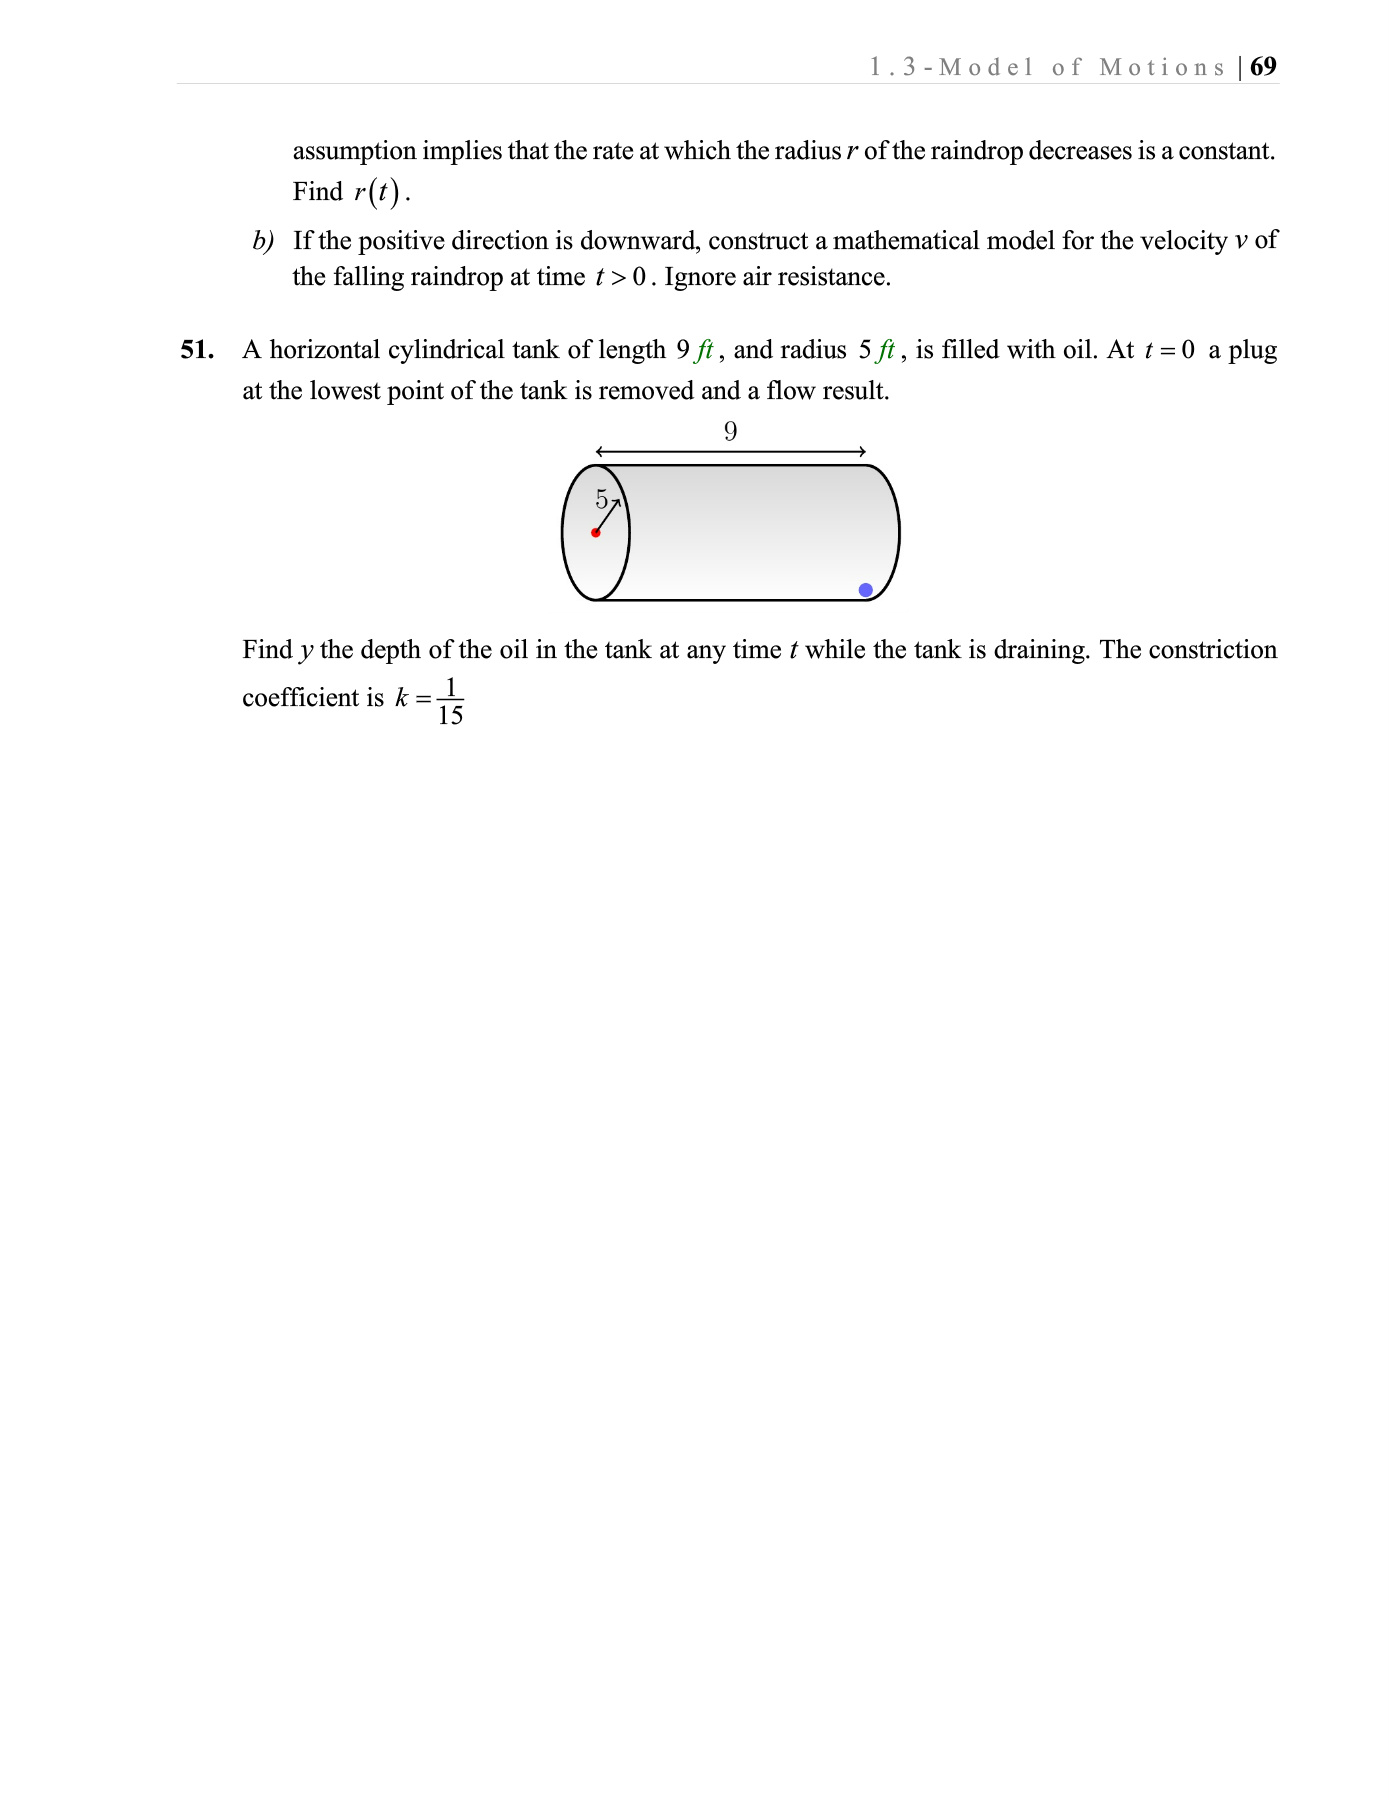 1.3-Model of Motions | 69
assumption implies that the rate at which the radius r of the raindrop decreases is a constant.
Find r(t).
b) If the positive direction is downward, construct a mathematical model for the velocity v of
the falling raindrop at time t > 0. Ignore air resistance.
51. A horizontal cylindrical tank of length 9 ft, and radius 5 ft, is filled with oil. At t = 0 a plug
at the lowest point of the tank is removed and a flow result.
9
5
Find y the depth of the oil in the tank at any time t while the tank is draining. The constriction
coefficient is k = 1/15